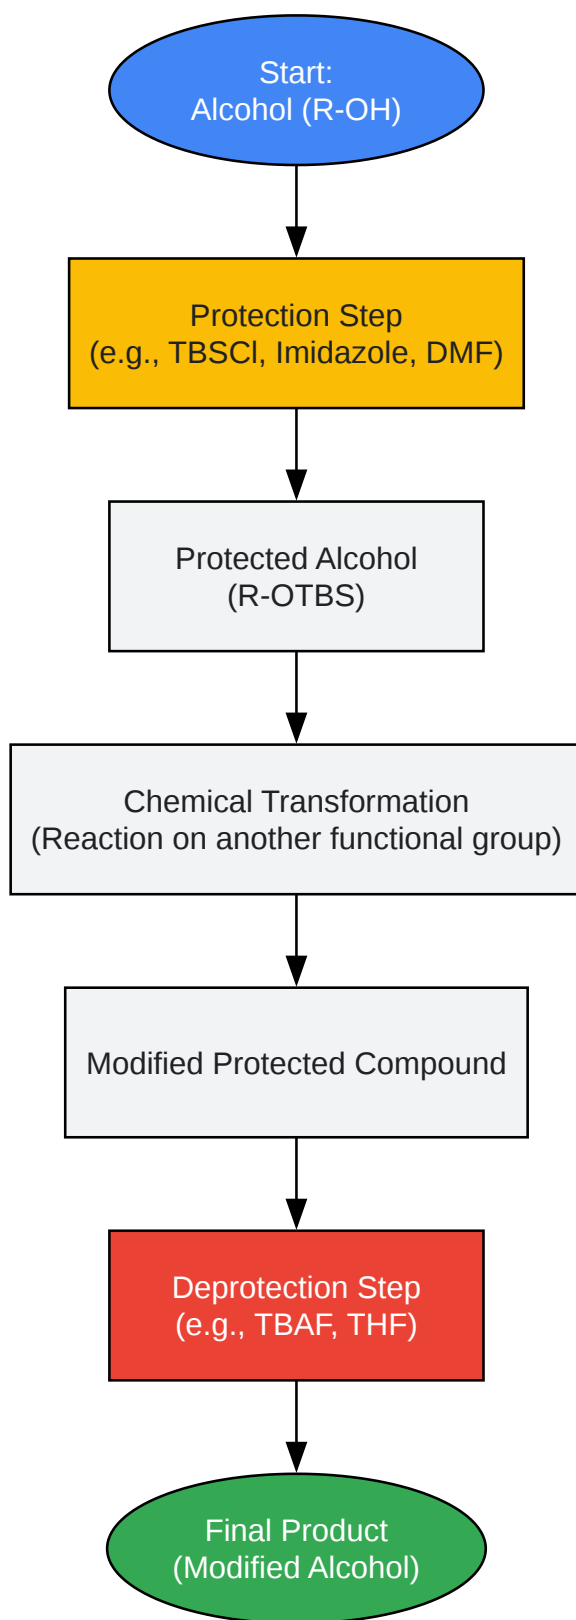 Start:
Alcohol (R-OH)
Protection Step
(e.g., TBSCl, Imidazole, DMF)
Protected Alcohol
(R-OTBS)
Chemical Transformation
(Reaction on another functional group)
Modified Protected Compound
Deprotection Step
(e.g., TBAF, THF)
Final Product
(Modified Alcohol)